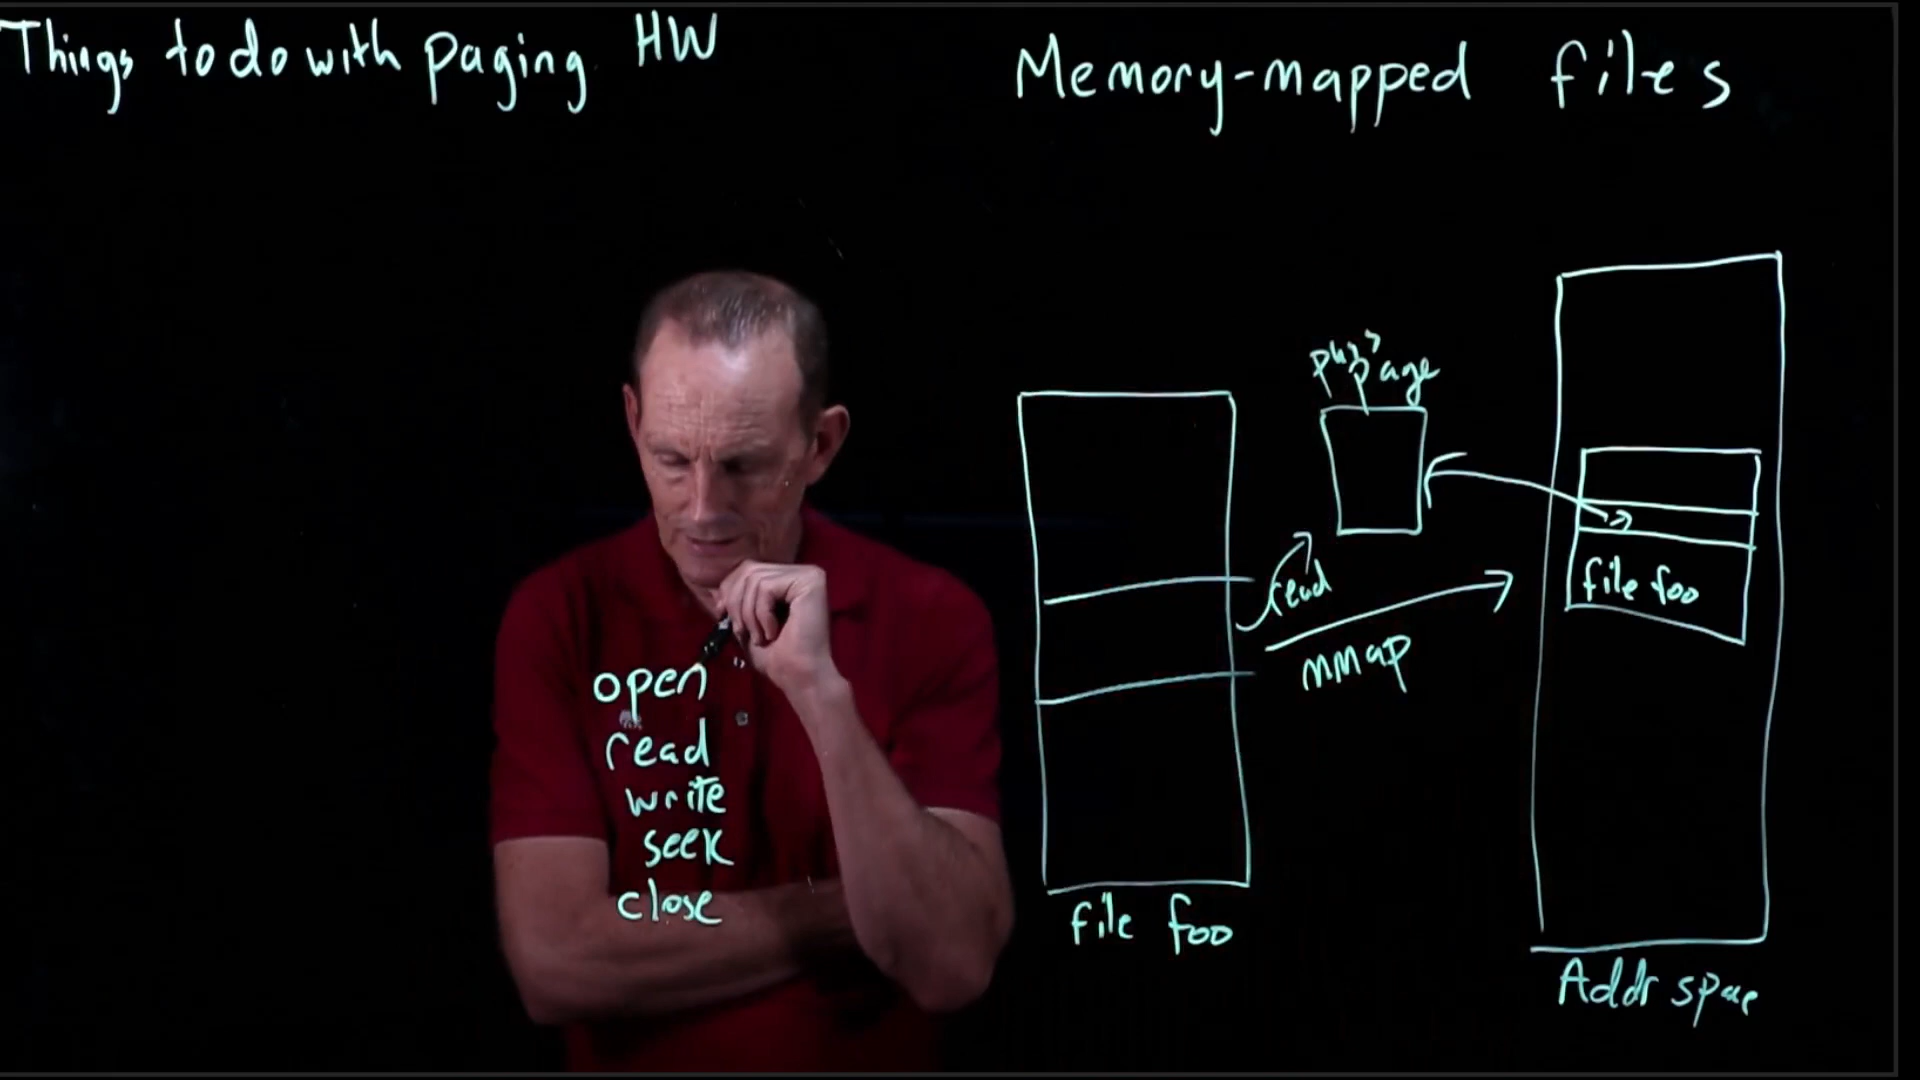 Things to do with paging HW
Memory-mapped files
phys page
open
read
write
seek
close
read
mmap
file foo
file foo
Addr space